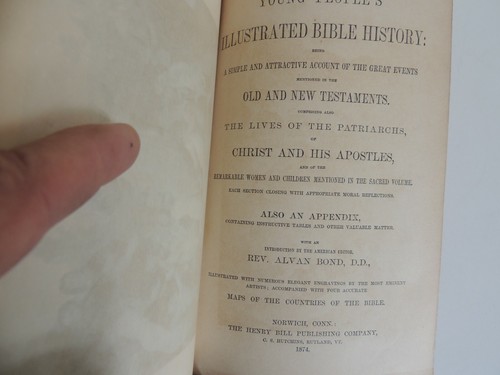 YOUNG PEOPLE'S
ILLUSTRATED BIBLE HISTORY:
BEING
A SIMPLE AND ATTRACTIVE ACCOUNT OF THE GREAT EVENTS
MENTIONED IN THE
OLD AND NEW TESTAMENTS.
COMPRISING ALSO
THE LIVES OF THE PATRIARCHS,
OF
CHRIST AND HIS APOSTLES,
AND OF THE
REMARKABLE WOMEN AND CHILDREN MENTIONED IN THE SACRED VOLUME.
EACH SECTION CLOSING WITH APPROPRIATE MORAL REFLECTIONS.
ALSO AN APPENDIX,
CONTAINING INSTRUCTIVE TABLES AND OTHER VALUABLE MATTER.
WITH AN
INTRODUCTION BY THE AMERICAN EDITOR,
REV. ALVAN BOND, D.D.,
ILLUSTRATED WITH NUMEROUS ELEGANT ENGRAVINGS BY THE MOST EMINENT
ARTISTS; ACCOMPANIED WITH FOUR ACCURATE
MAPS OF THE COUNTRIES OF THE BIBLE.
NORWICH, CONN:
THE HENRY BILL PUBLISHING COMPANY,
C. S. HUTCHINS, RUTLAND, VT.
1874.